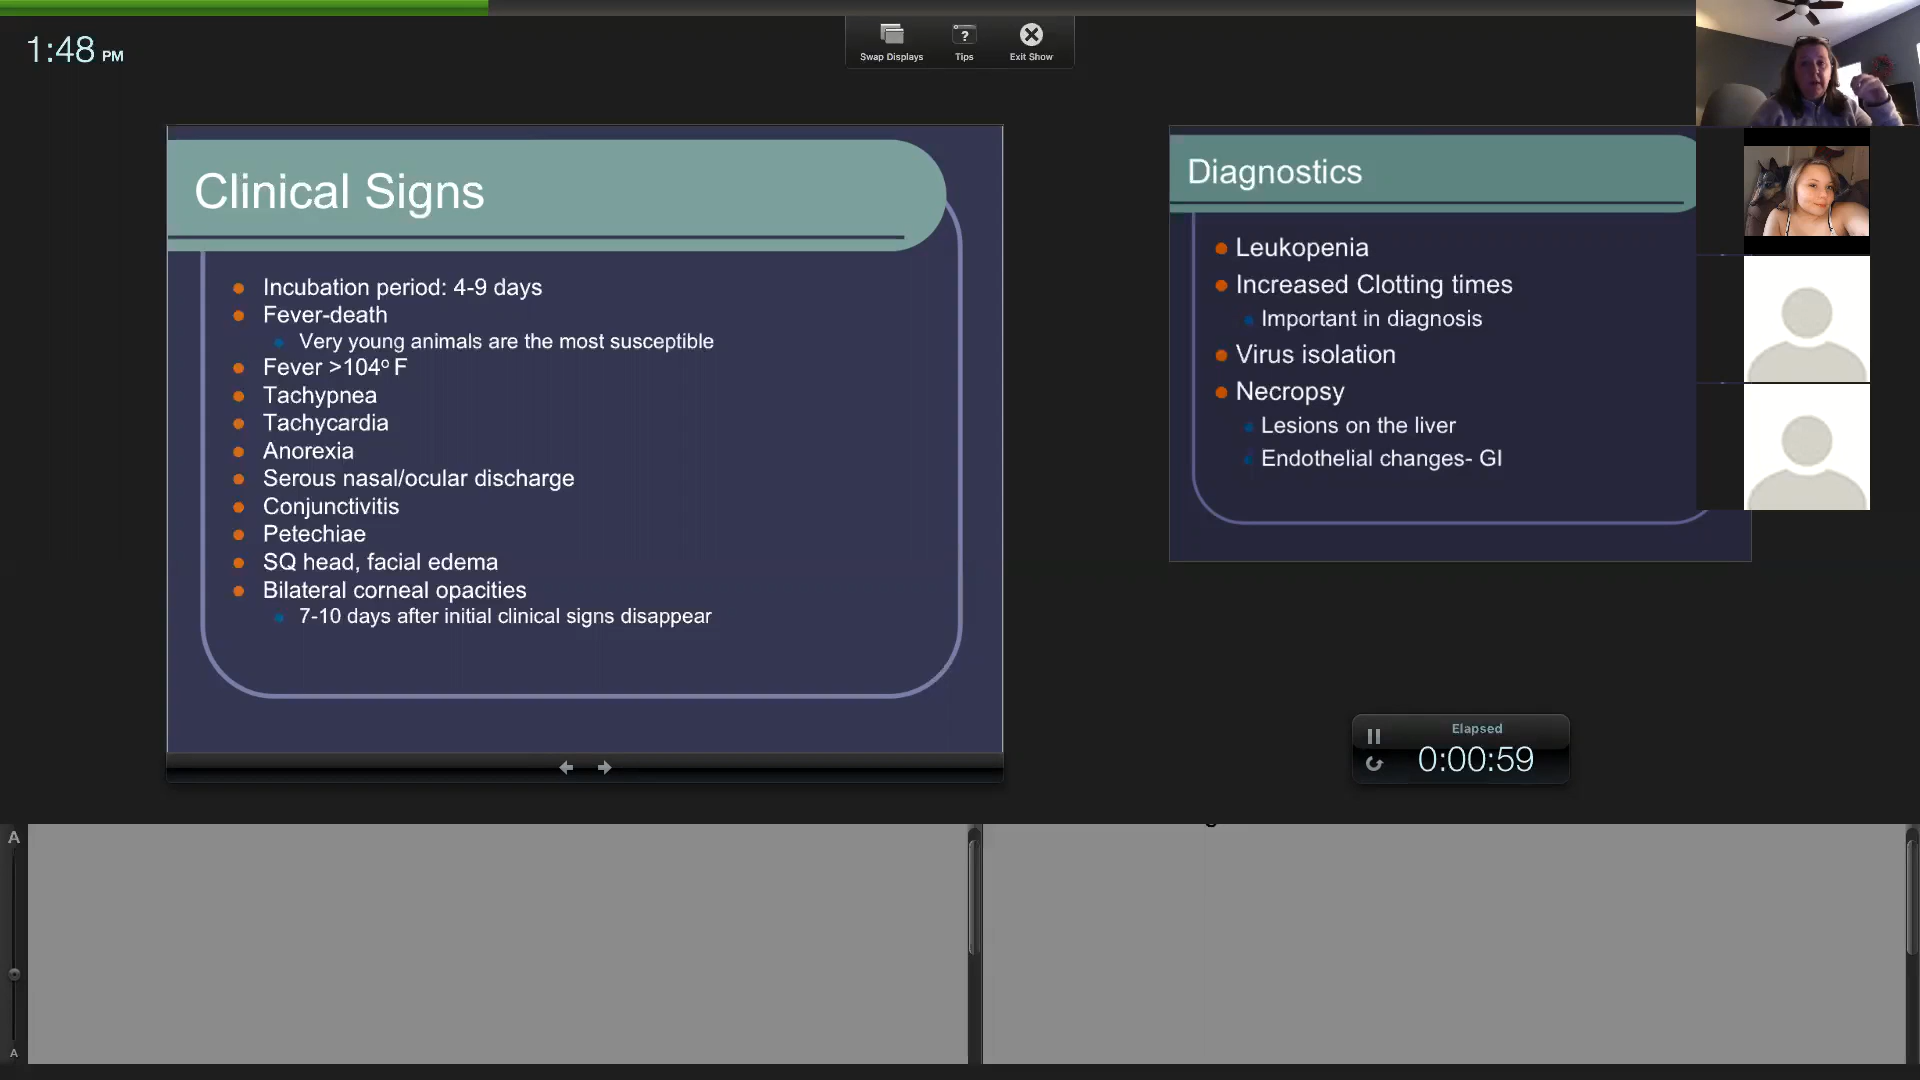 1:48 PM
Swap Displays
Tips
Exit Show
Clinical Signs
Incubation period: 4-9 days
Fever-death
Very young animals are the most susceptible
Fever >104º F
Tachypnea
Tachycardia
Anorexia
Serous nasal/ocular discharge
Conjunctivitis
Petechiae
SQ head, facial edema
Bilateral corneal opacities
7-10 days after initial clinical signs disappear
Diagnostics
Leukopenia
Increased Clotting times
Important in diagnosis
Virus isolation
Necropsy
Lesions on the liver
Endothelial changes- GI
Elapsed
0:00:59
A
A